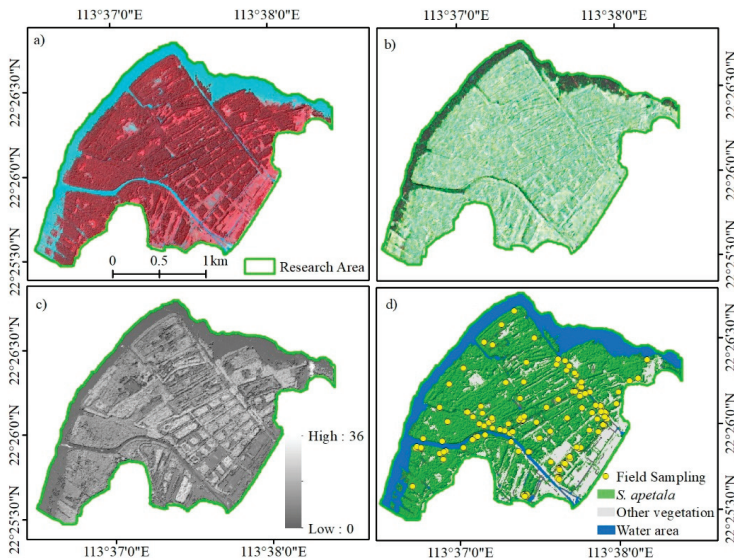 113°37'0"E
113°38'0"E
113°37'0"E
113°38'0"E
a)
b)
22°26'30"N
22°26'0"N
22°25'30"N
22°26'30"N
22°26'0"N
22°25'30"N
0 0.5 1km
Research Area
c)
d)
22°26'30"N
22°26'0"N
22°25'30"N
22°26'30"N
22°26'0"N
22°25'30"N
High : 36
Low : 0
Field Sampling
S. apetala
Other vegetation
Water area
113°37'0"E
113°38'0"E
113°37'0"E
113°38'0"E